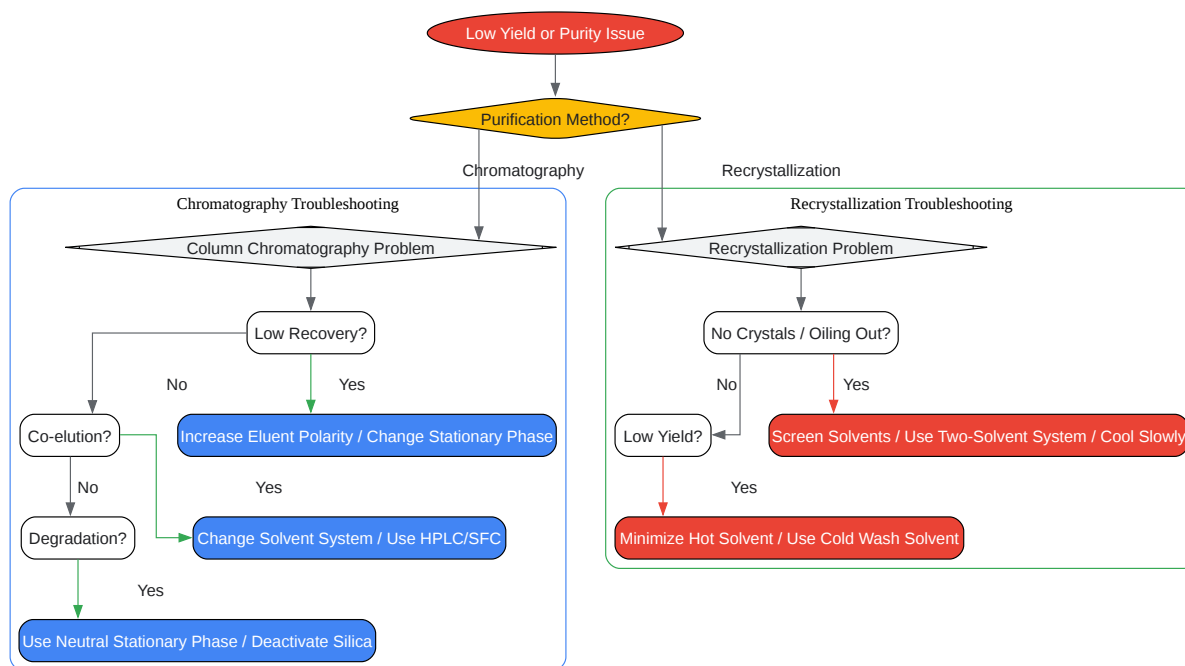 Low Yield or Purity Issue
Purification Method?
Chromatography
Recrystallization
Chromatography Troubleshooting
Recrystallization Troubleshooting
Column Chromatography Problem
Recrystallization Problem
Low Recovery?
No Crystals / Oiling Out?
No
Yes
No
Yes
Co-elution?
Increase Eluent Polarity / Change Stationary Phase
Low Yield?
Screen Solvents / Use Two-Solvent System / Cool Slowly
No
Yes
Yes
Degradation?
Change Solvent System / Use HPLC/SFC
Minimize Hot Solvent / Use Cold Wash Solvent
Yes
Use Neutral Stationary Phase / Deactivate Silica